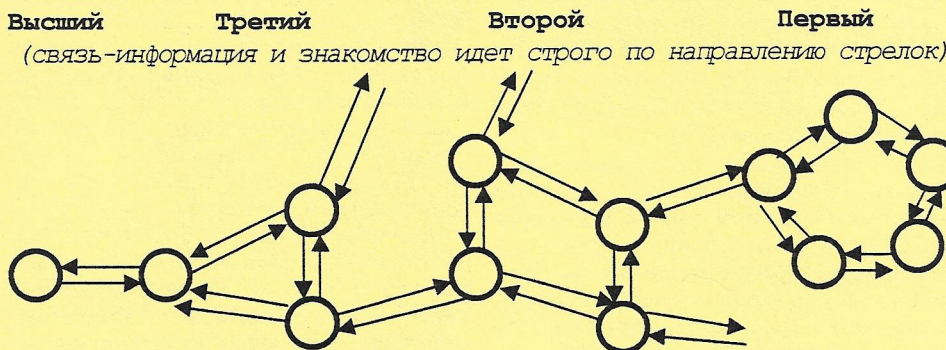 Высший Третий Второй Первый
(связь-информация и знакомство идет строго по направлению стрелок)